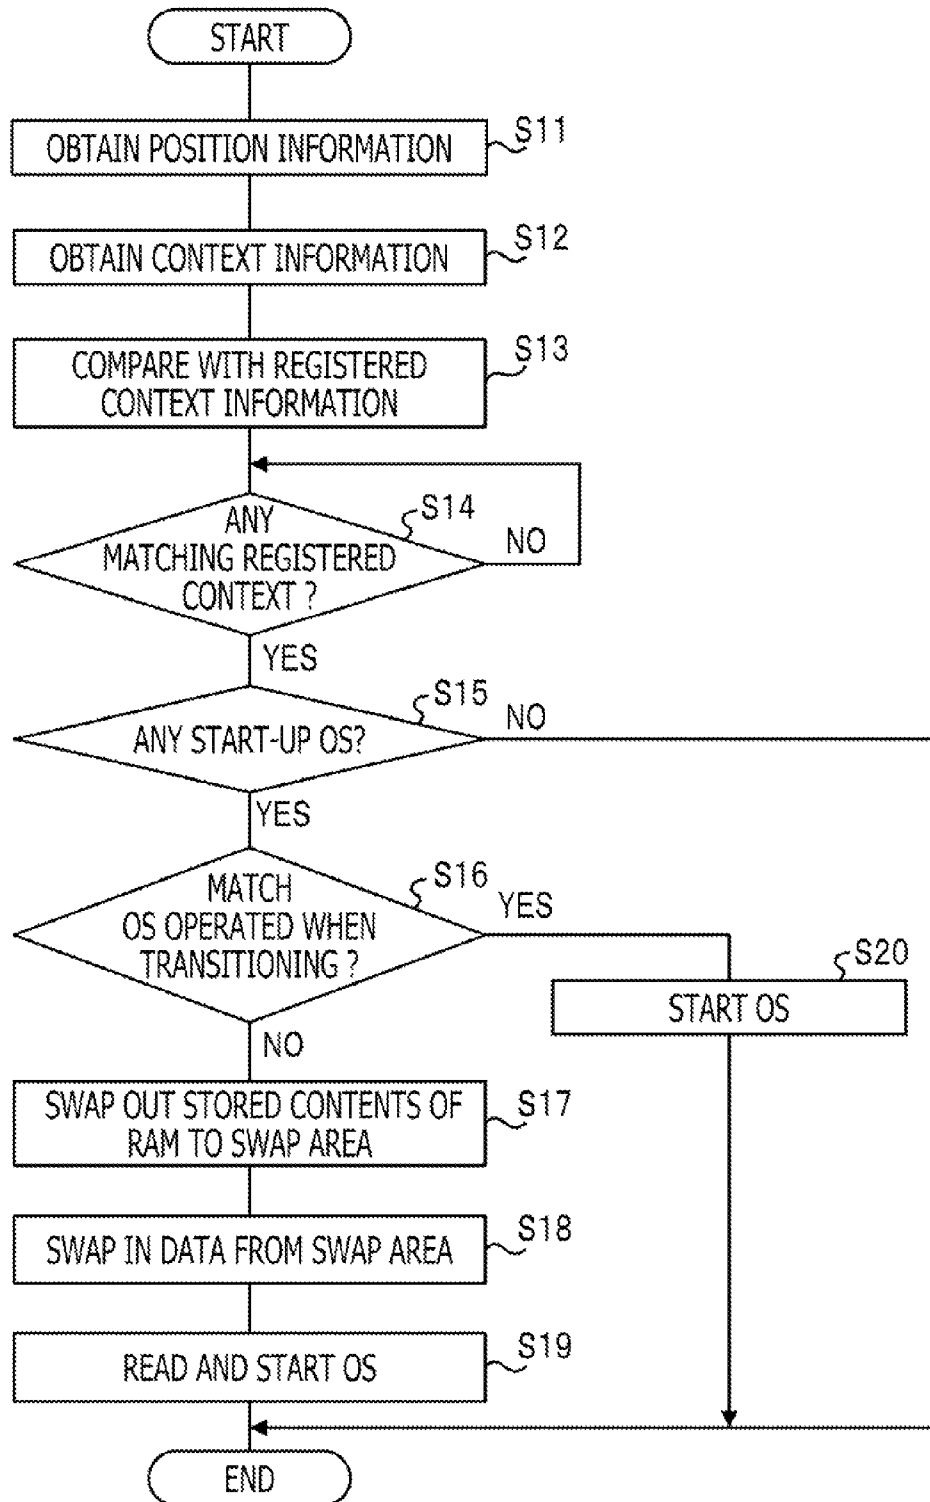 START
OBTAIN POSITION INFORMATION
S11
OBTAIN CONTEXT INFORMATION
S12
COMPARE WITH REGISTERED
CONTEXT INFORMATION
S13
ANY
MATCHING REGISTERED
CONTEXT ?
S14
NO
YES
ANY START-UP OS?
S15
NO
YES
MATCH
OS OPERATED WHEN
TRANSITIONING ?
S16
YES
S20
START OS
NO
SWAP OUT STORED CONTENTS OF
RAM TO SWAP AREA
S17
SWAP IN DATA FROM SWAP AREA
S18
READ AND START OS
S19
END